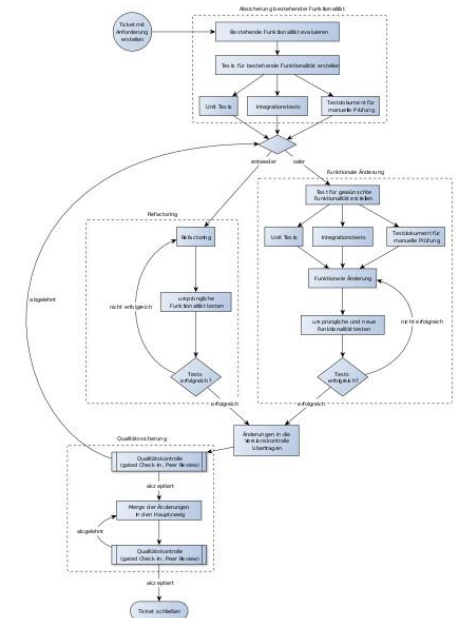 Absicherung bestehender Funktionalität
Ticket mit
Anforderung
erstellen
Bestehende Funktionalität evaluieren
Tests für bestehende Funktionalität erstellen
Unit Tests
Integrationstests
Testdokument für
manuelle Prüfung
entweder
oder
Funktionale Änderung
Test für gewünschte
Funktionalität erstellen
Refactoring
Refactoring
Unit Tests
Integrationstests
Testdokument für
manuelle Prüfung
Funktionale Änderung
abgelehnt
nicht erfolgreich
ursprüngliche
Funktionalität testen
ursprüngliche und neue
Funktionalität testen
nicht erfolgreich
Tests
erfolgreich?
Tests
erfolgreich?
erfolgreich
erfolgreich
Änderungen in die
Versionskontrolle
übertragen
Qualitätssicherung
Qualitätskontrolle
(gated Check in, Peer Review)
akzeptiert
Merge der Änderungen
in den Hauptzweig
abgelehnt
Qualitätskontrolle
(gated Check in, Peer Review)
akzeptiert
Ticket schließen